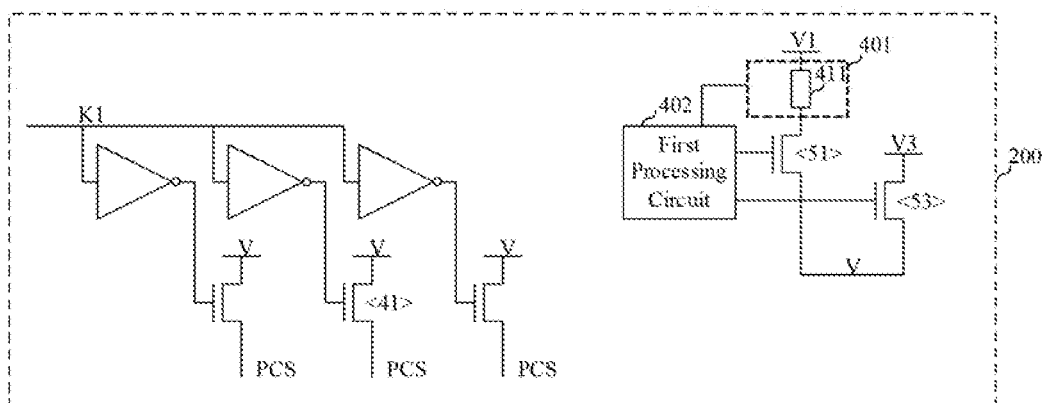 K1
V
V
<41>
V
PCS
PCS
PCS
V1
401
411
402
First
Processing
Circuit
<51>
V3
<53>
V
200